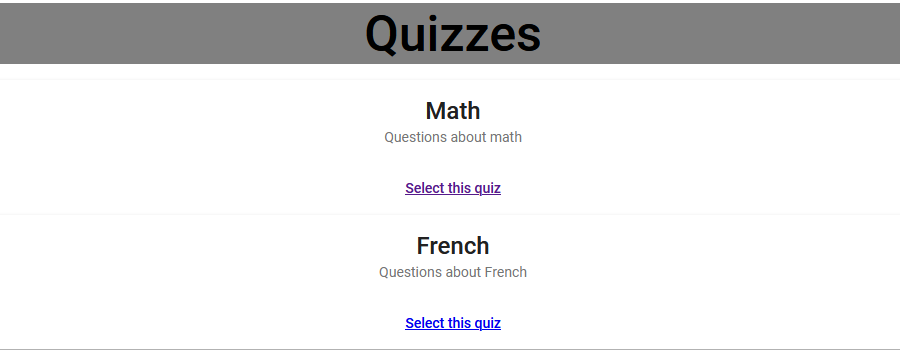 Quizzes
Math
Questions about math
Select this quiz
French
Questions about French
Select this quiz